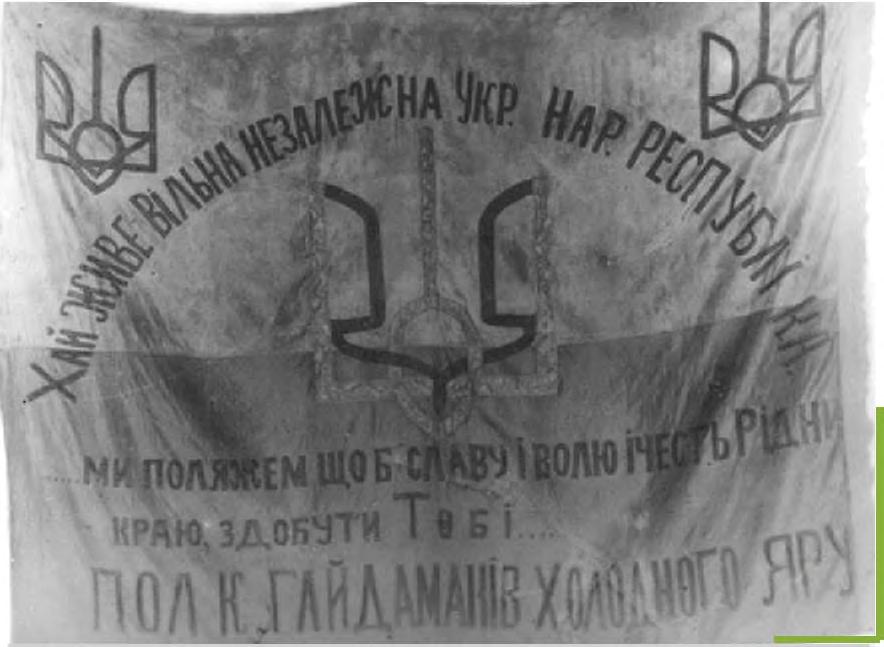 ХАЙ ЖИВЕ ВІЛЬНА НЕЗАЛЕЖНА УКР. НАР. РЕСПУБЛИКА.
.....МИ ПОЛЯЖЕМ ЩОБ СЛАВУ І ВОЛЮ І ЧЕСТЬ РІДНИ
КРАЮ, ЗДОБУТИ ТОБІ....
ПОЛК ГАЙДАМАКІВ ХОЛОДНОГО ЯРУ